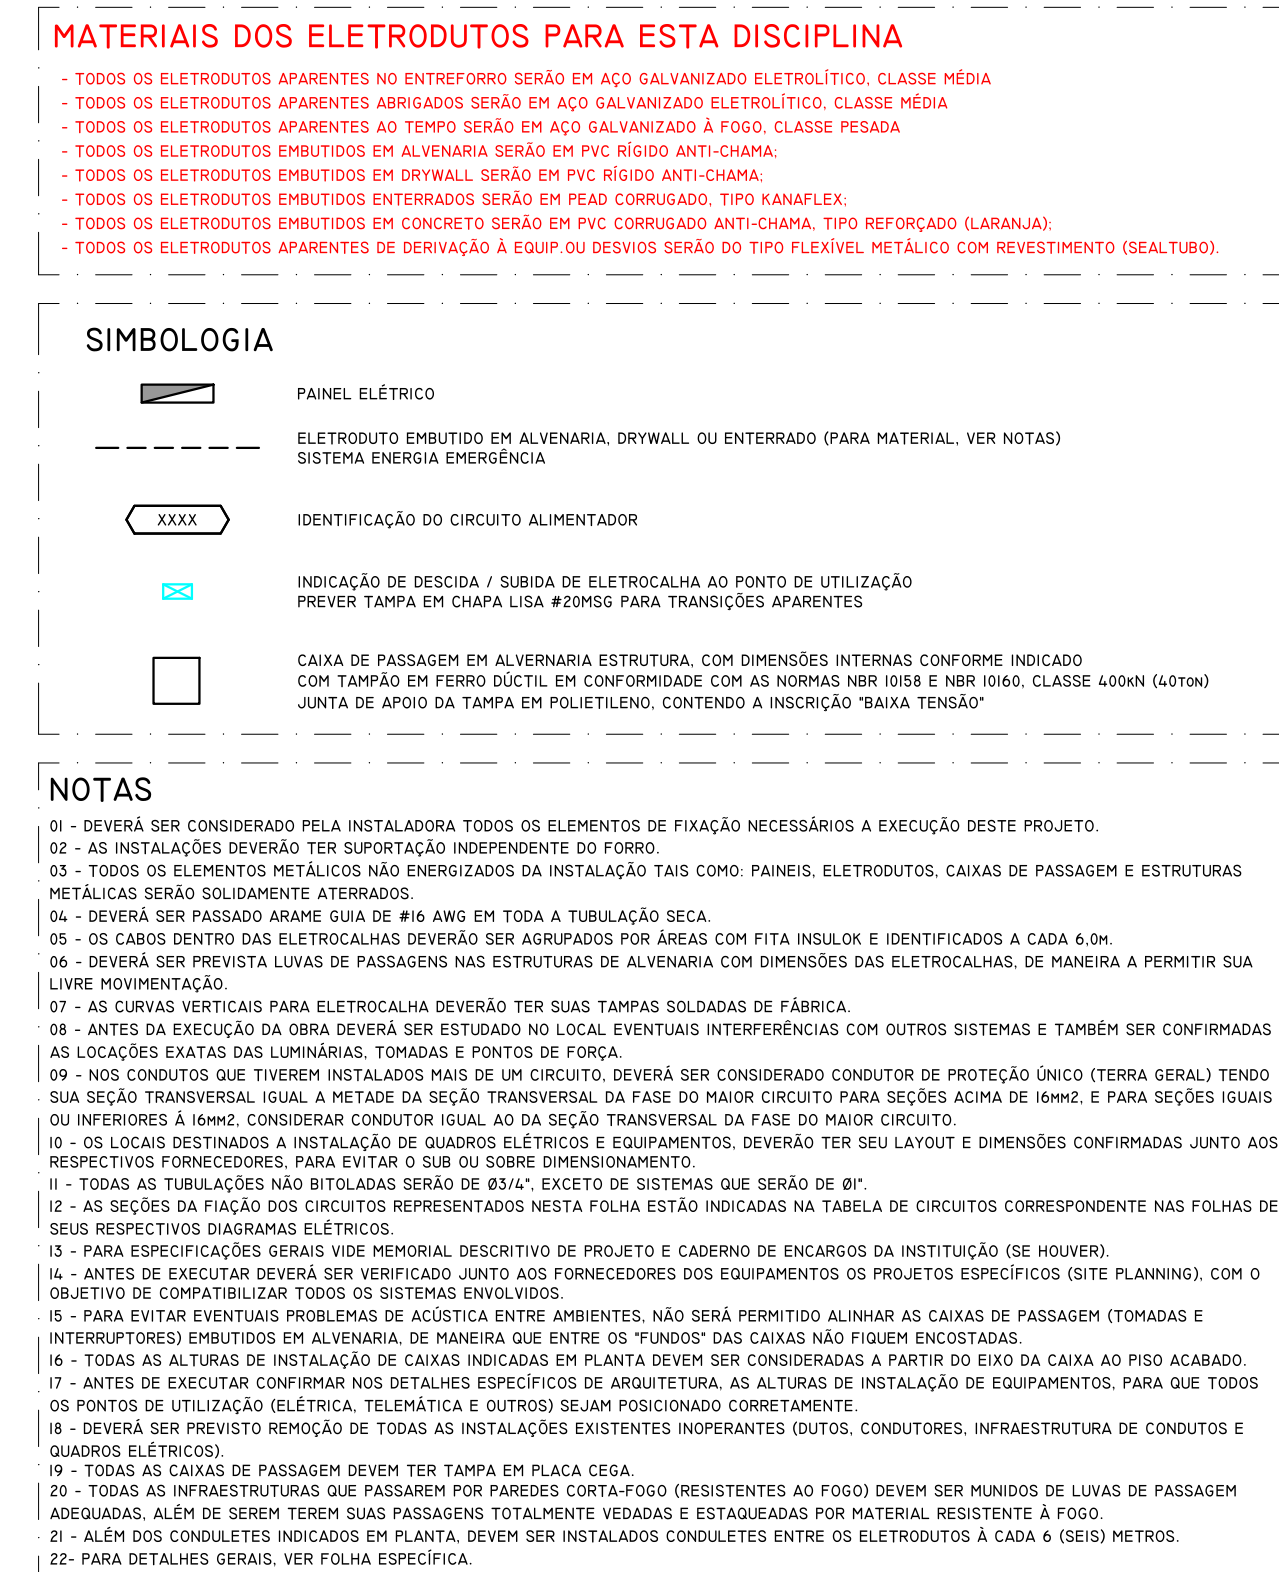 MATERIAIS DOS ELETRODUTOS PARA ESTA DISCIPLINA
- TODOS OS ELETRODUTOS APARENTES NO ENTREFORRO SERÃO EM AÇO GALVANIZADO ELETROLÍTICO, CLASSE MÉDIA
- TODOS OS ELETRODUTOS APARENTES ABRIGADOS SERÃO EM AÇO GALVANIZADO ELETROLÍTICO, CLASSE MÉDIA
- TODOS OS ELETRODUTOS APARENTES AO TEMPO SERÃO EM AÇO GALVANIZADO À FOGO, CLASSE PESADA
- TODOS OS ELETRODUTOS EMBUTIDOS EM ALVENARIA SERÃO EM PVC RÍGIDO ANTI-CHAMA;
- TODOS OS ELETRODUTOS EMBUTIDOS EM DRYWALL SERÃO EM PVC RÍGIDO ANTI-CHAMA;
- TODOS OS ELETRODUTOS EMBUTIDOS ENTERRADOS SERÃO EM PEAD CORRUGADO, TIPO KANAFLEX;
- TODOS OS ELETRODUTOS EMBUTIDOS EM CONCRETO SERÃO EM PVC CORRUGADO ANTI-CHAMA, TIPO REFORÇADO (LARANJA);
- TODOS OS ELETRODUTOS APARENTES DE DERIVAÇÃO À EQUIP.OU DESVIOS SERÃO DO TIPO FLEXÍVEL METÁLICO COM REVESTIMENTO (SEALTUBO).
SIMBOLOGIA
PAINEL ELÉTRICO
ELETRODUTO EMBUTIDO EM ALVENARIA, DRYWALL OU ENTERRADO (PARA MATERIAL, VER NOTAS)
SISTEMA ENERGIA EMERGÊNCIA
XXXX IDENTIFICAÇÃO DO CIRCUITO ALIMENTADOR
INDICAÇÃO DE DESCIDA / SUBIDA DE ELETROCALHA AO PONTO DE UTILIZAÇÃO
PREVER TAMPA EM CHAPA LISA #20MSG PARA TRANSIÇÕES APARENTES
CAIXA DE PASSAGEM EM ALVERNARIA ESTRUTURA, COM DIMENSÕES INTERNAS CONFORME INDICADO
COM TAMPÃO EM FERRO DÚCTIL EM CONFORMIDADE COM AS NORMAS NBR 10158 E NBR 10160, CLASSE 400kN (40ton)
JUNTA DE APOIO DA TAMPA EM POLIETILENO, CONTENDO A INSCRIÇÃO "BAIXA TENSÃO"
NOTAS
01 - DEVERÁ SER CONSIDERADO PELA INSTALADORA TODOS OS ELEMENTOS DE FIXAÇÃO NECESSÁRIOS A EXECUÇÃO DESTE PROJETO.
02 - AS INSTALAÇÕES DEVERÃO TER SUPORTAÇÃO INDEPENDENTE DO FORRO.
03 - TODOS OS ELEMENTOS METÁLICOS NÃO ENERGIZADOS DA INSTALAÇÃO TAIS COMO: PAINEIS, ELETRODUTOS, CAIXAS DE PASSAGEM E ESTRUTURAS
METÁLICAS SERÃO SOLIDAMENTE ATERRADOS.
04 - DEVERÁ SER PASSADO ARAME GUIA DE #16 AWG EM TODA A TUBULAÇÃO SECA.
05 - OS CABOS DENTRO DAS ELETROCALHAS DEVERÃO SER AGRUPADOS POR ÁREAS COM FITA INSULOK E IDENTIFICADOS A CADA 6,0m.
06 - DEVERÁ SER PREVISTA LUVAS DE PASSAGENS NAS ESTRUTURAS DE ALVENARIA COM DIMENSÕES DAS ELETROCALHAS, DE MANEIRA A PERMITIR SUA
LIVRE MOVIMENTAÇÃO.
07 - AS CURVAS VERTICAIS PARA ELETROCALHA DEVERÃO TER SUAS TAMPAS SOLDADAS DE FÁBRICA.
08 - ANTES DA EXECUÇÃO DA OBRA DEVERÁ SER ESTUDADO NO LOCAL EVENTUAIS INTERFERÊNCIAS COM OUTROS SISTEMAS E TAMBÉM SER CONFIRMADAS
AS LOCAÇÕES EXATAS DAS LUMINÁRIAS, TOMADAS E PONTOS DE FORÇA.
09 - NOS CONDUTOS QUE TIVEREM INSTALADOS MAIS DE UM CIRCUITO, DEVERÁ SER CONSIDERADO CONDUTOR DE PROTEÇÃO ÚNICO (TERRA GERAL) TENDO
SUA SEÇÃO TRANSVERSAL IGUAL A METADE DA SEÇÃO TRANSVERSAL DA FASE DO MAIOR CIRCUITO PARA SEÇÕES ACIMA DE 16mm2, E PARA SEÇÕES IGUAIS
OU INFERIORES Á 16mm2, CONSIDERAR CONDUTOR IGUAL AO DA SEÇÃO TRANSVERSAL DA FASE DO MAIOR CIRCUITO.
10 - OS LOCAIS DESTINADOS A INSTALAÇÃO DE QUADROS ELÉTRICOS E EQUIPAMENTOS, DEVERÃO TER SEU LAYOUT E DIMENSÕES CONFIRMADAS JUNTO AOS
RESPECTIVOS FORNECEDORES, PARA EVITAR O SUB OU SOBRE DIMENSIONAMENTO.
11 - TODAS AS TUBULAÇÕES NÃO BITOLADAS SERÃO DE Ø3/4", EXCETO DE SISTEMAS QUE SERÃO DE Ø1".
12 - AS SEÇÕES DA FIAÇÃO DOS CIRCUITOS REPRESENTADOS NESTA FOLHA ESTÃO INDICADAS NA TABELA DE CIRCUITOS CORRESPONDENTE NAS FOLHAS DE
SEUS RESPECTIVOS DIAGRAMAS ELÉTRICOS.
13 - PARA ESPECIFICAÇÕES GERAIS VIDE MEMORIAL DESCRITIVO DE PROJETO E CADERNO DE ENCARGOS DA INSTITUIÇÃO (SE HOUVER).
14 - ANTES DE EXECUTAR DEVERÁ SER VERIFICADO JUNTO AOS FORNECEDORES DOS EQUIPAMENTOS OS PROJETOS ESPECÍFICOS (SITE PLANNING), COM O
OBJETIVO DE COMPATIBILIZAR TODOS OS SISTEMAS ENVOLVIDOS.
15 - PARA EVITAR EVENTUAIS PROBLEMAS DE ACÚSTICA ENTRE AMBIENTES, NÃO SERÁ PERMITIDO ALINHAR AS CAIXAS DE PASSAGEM (TOMADAS E
INTERRUPTORES) EMBUTIDOS EM ALVENARIA, DE MANEIRA QUE ENTRE OS "FUNDOS" DAS CAIXAS NÃO FIQUEM ENCOSTADAS.
16 - TODAS AS ALTURAS DE INSTALAÇÃO DE CAIXAS INDICADAS EM PLANTA DEVEM SER CONSIDERADAS A PARTIR DO EIXO DA CAIXA AO PISO ACABADO.
17 - ANTES DE EXECUTAR CONFIRMAR NOS DETALHES ESPECÍFICOS DE ARQUITETURA, AS ALTURAS DE INSTALAÇÃO DE EQUIPAMENTOS, PARA QUE TODOS
OS PONTOS DE UTILIZAÇÃO (ELÉTRICA, TELEMÁTICA E OUTROS) SEJAM POSICIONADO CORRETAMENTE.
18 - DEVERÁ SER PREVISTO REMOÇÃO DE TODAS AS INSTALAÇÕES EXISTENTES INOPERANTES (DUTOS, CONDUTORES, INFRAESTRUTURA DE CONDUTOS E
QUADROS ELÉTRICOS).
19 - TODAS AS CAIXAS DE PASSAGEM DEVEM TER TAMPA EM PLACA CEGA.
20 - TODAS AS INFRAESTRUTURAS QUE PASSAREM POR PAREDES CORTA-FOGO (RESISTENTES AO FOGO) DEVEM SER MUNIDOS DE LUVAS DE PASSAGEM
ADEQUADAS, ALÉM DE SEREM TEREM SUAS PASSAGENS TOTALMENTE VEDADAS E ESTAQUEADAS POR MATERIAL RESISTENTE À FOGO.
21 - ALÉM DOS CONDULETES INDICADOS EM PLANTA, DEVEM SER INSTALADOS CONDULETES ENTRE OS ELETRODUTOS À CADA 6 (SEIS) METROS.
22- PARA DETALHES GERAIS, VER FOLHA ESPECÍFICA.